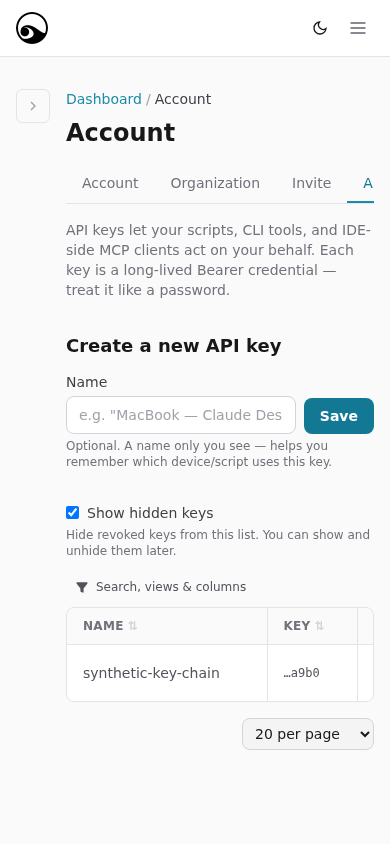 Dashboard / Account
Account
Account Organization Invite A
API keys let your scripts, CLI tools, and IDE-
side MCP clients act on your behalf. Each
key is a long-lived Bearer credential —
treat it like a password.
Create a new API key
Name
e.g. "MacBook — Claude Des
Save
Optional. A name only you see — helps you
remember which device/script uses this key.
Show hidden keys
Hide revoked keys from this list. You can show and
unhide them later.
Search, views & columns
NAME KEY
synthetic-key-chain …a9b0
20 per page